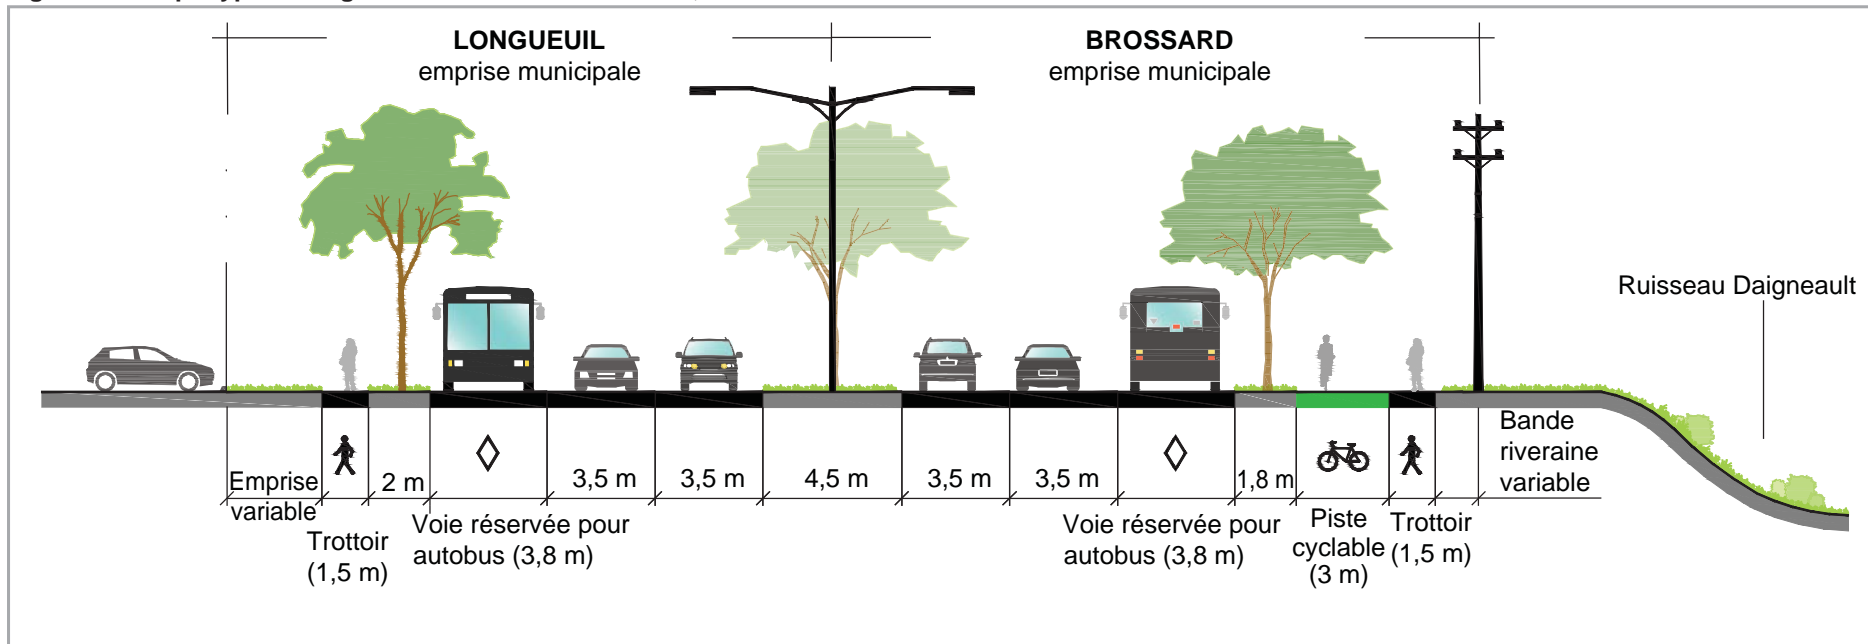 LONGUEUIL
emprise municipale
BROSSARD
emprise municipale
Ruisseau Daigneault
Emprise
variable
Trottoir
(1,5 m)
2 m
Voie réservée pour
autobus (3,8 m)
3,5 m
3,5 m
4,5 m
3,5 m
3,5 m
Voie réservée pour
autobus (3,8 m)
1,8 m
Piste
cyclable
(3 m)
Trottoir
(1,5 m)
Bande
riveraine
variable